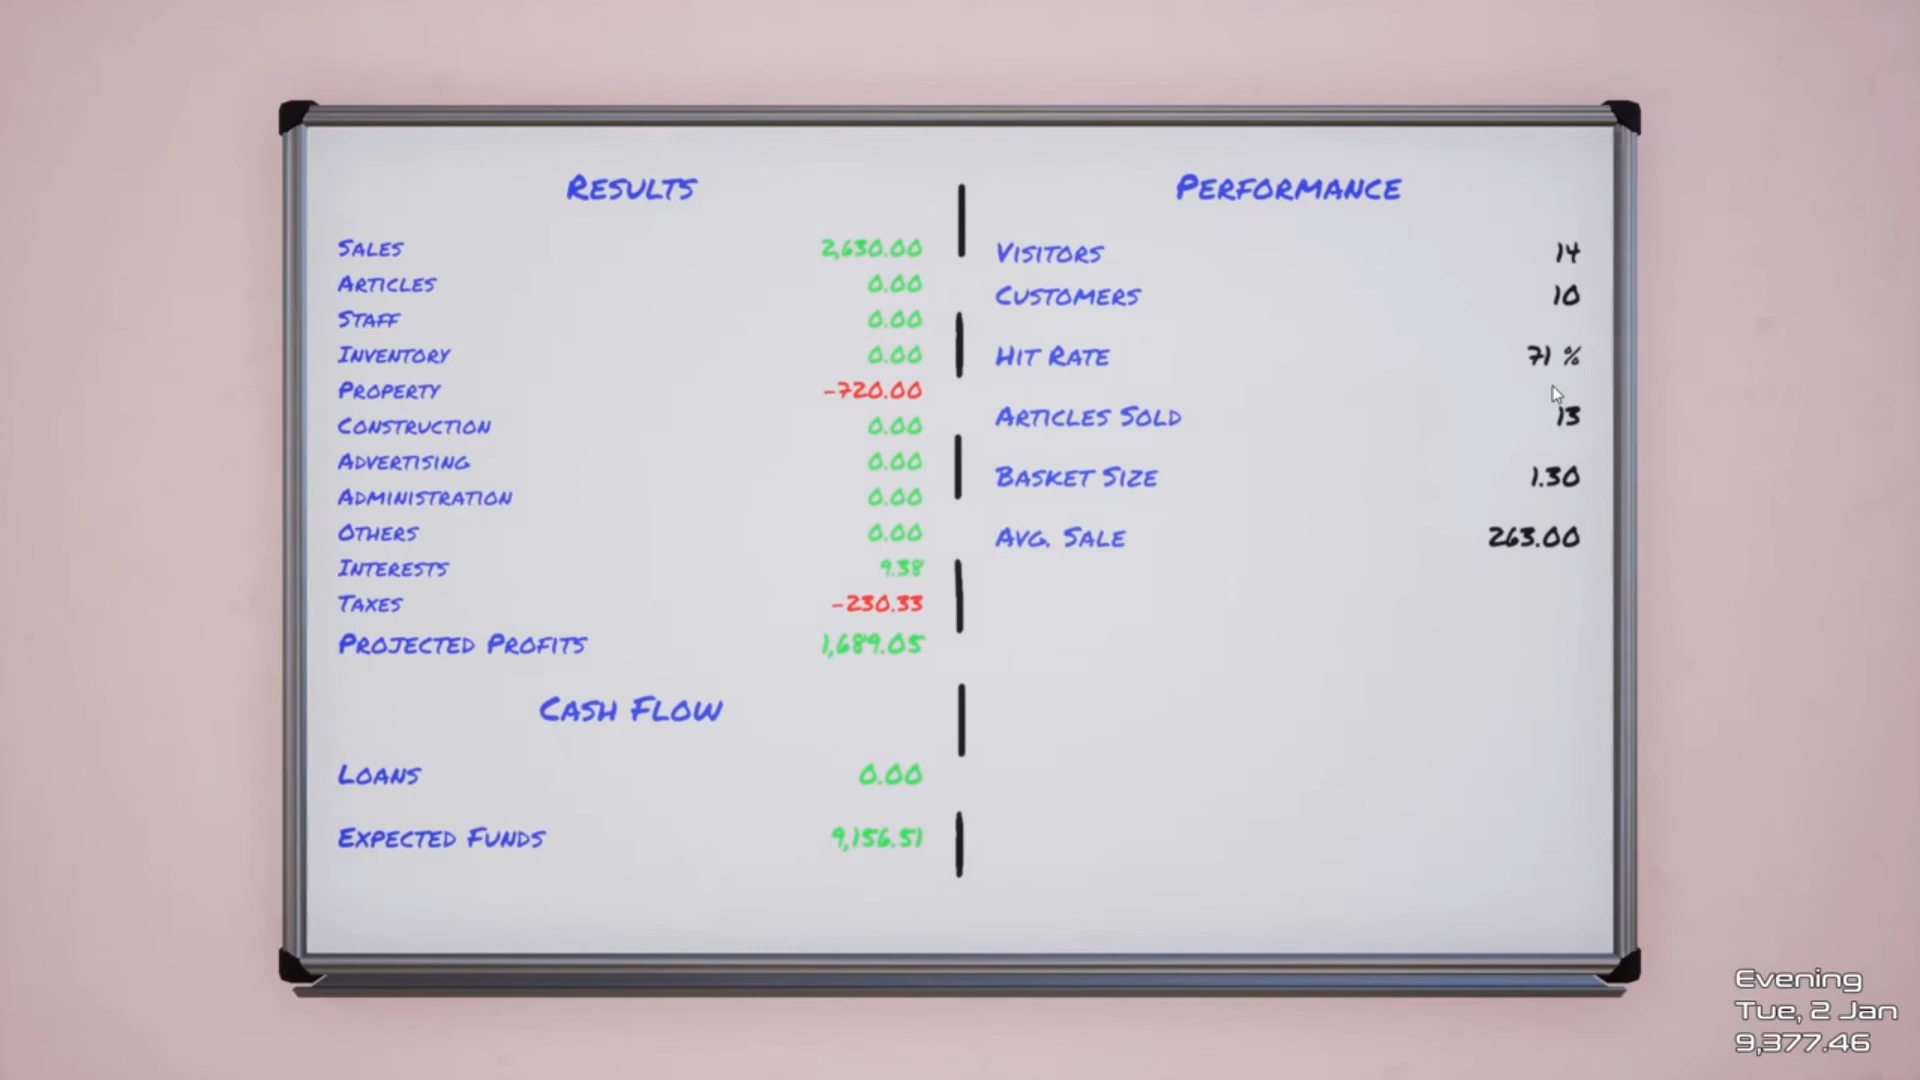 Results
Sales 2,630.00
Articles 0.00
Staff 0.00
Inventory 0.00
Property -720.00
Construction 0.00
Advertising 0.00
Administration 0.00
Others 0.00
Interests 9.38
Taxes -230.33
Projected Profits 1,689.05
Cash Flow
Loans 0.00
Expected Funds 9,156.51
Performance
Visitors 14
Customers 10
Hit Rate 71 %
Articles Sold 13
Basket Size 1.30
Avg. Sale 263.00
Evening
Tue, 2 Jan
9,377.46